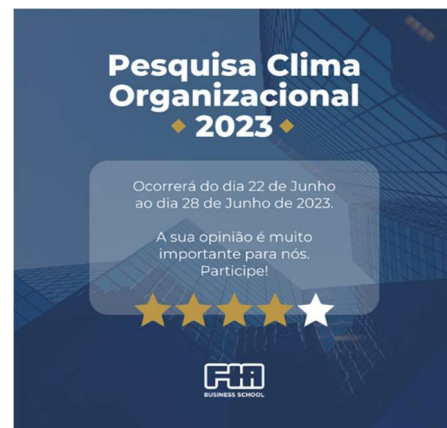 Pesquisa Clima
Organizacional
2023
Ocorrerá do dia 22 de Junho
ao dia 28 de Junho de 2023.
A sua opinião é muito
importante para nós.
Participe!
FIA
BUSINESS SCHOOL